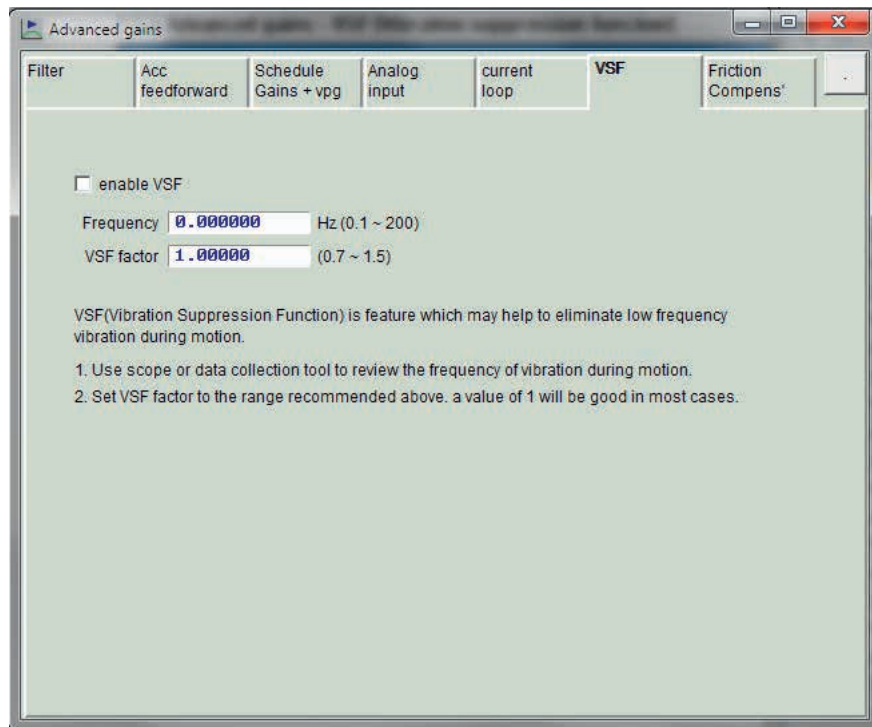 Advanced gains
Filter
Acc feedforward
Schedule Gains + vpg
Analog input
current loop
VSF
Friction Compens'
.
enable VSF
Frequency 0.000000 Hz (0.1 ~ 200)
VSF factor 1.00000 (0.7 ~ 1.5)
VSF(Vibration Suppression Function) is feature which may help to eliminate low frequency
vibration during motion.
1. Use scope or data collection tool to review the frequency of vibration during motion.
2. Set VSF factor to the range recommended above. a value of 1 will be good in most cases.